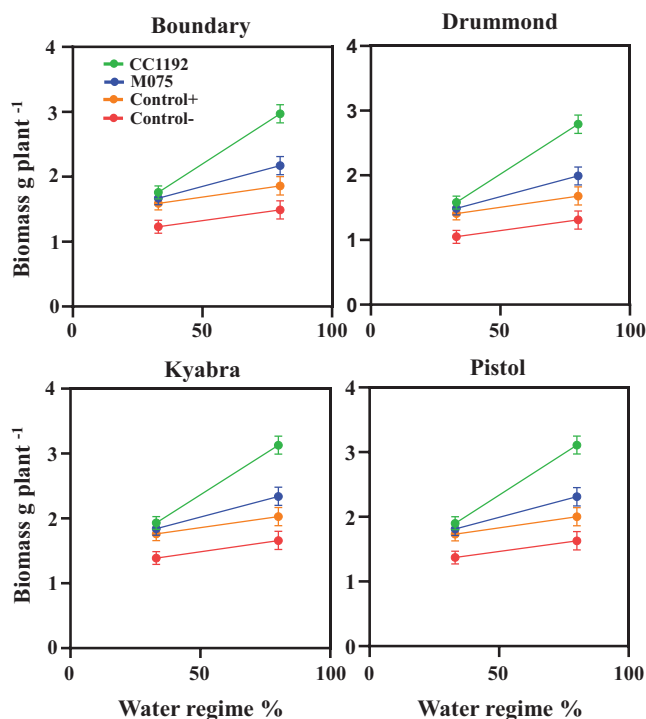 Boundary
Drummond
4
3
2
1
0
0
50
100
CC1192
M075
Control+
Control-
Biomass g plant -1
4
3
2
1
0
0
50
100
Kyabra
Pistol
4
3
2
1
0
0
50
100
Biomass g plant -1
Water regime %
4
3
2
1
0
0
50
100
Water regime %